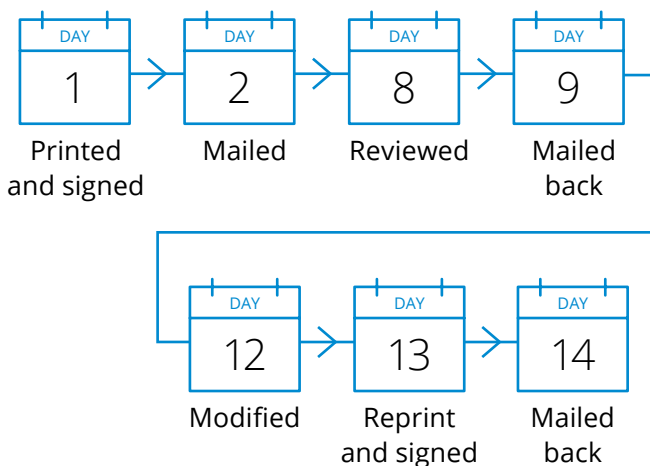 DAY DAY DAY DAY
1 2 8 9
Printed Mailed Reviewed Mailed
and signed back
DAY DAY DAY
12 13 14
Modified Reprint Mailed
and signed back